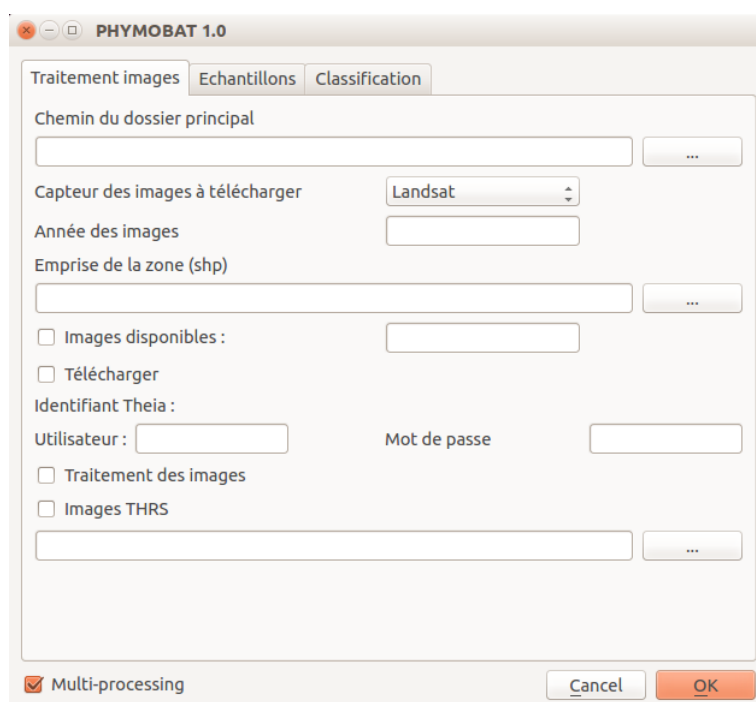 PHYMOBAT 1.0
Traitement images Echantillons Classification
Chemin du dossier principal
...
Capteur des images à télécharger Landsat
Année des images
Emprise de la zone (shp)
...
Images disponibles :
Télécharger
Identifiant Theia :
Utilisateur : Mot de passe
Traitement des images
Images THRS
...
Multi-processing Cancel OK